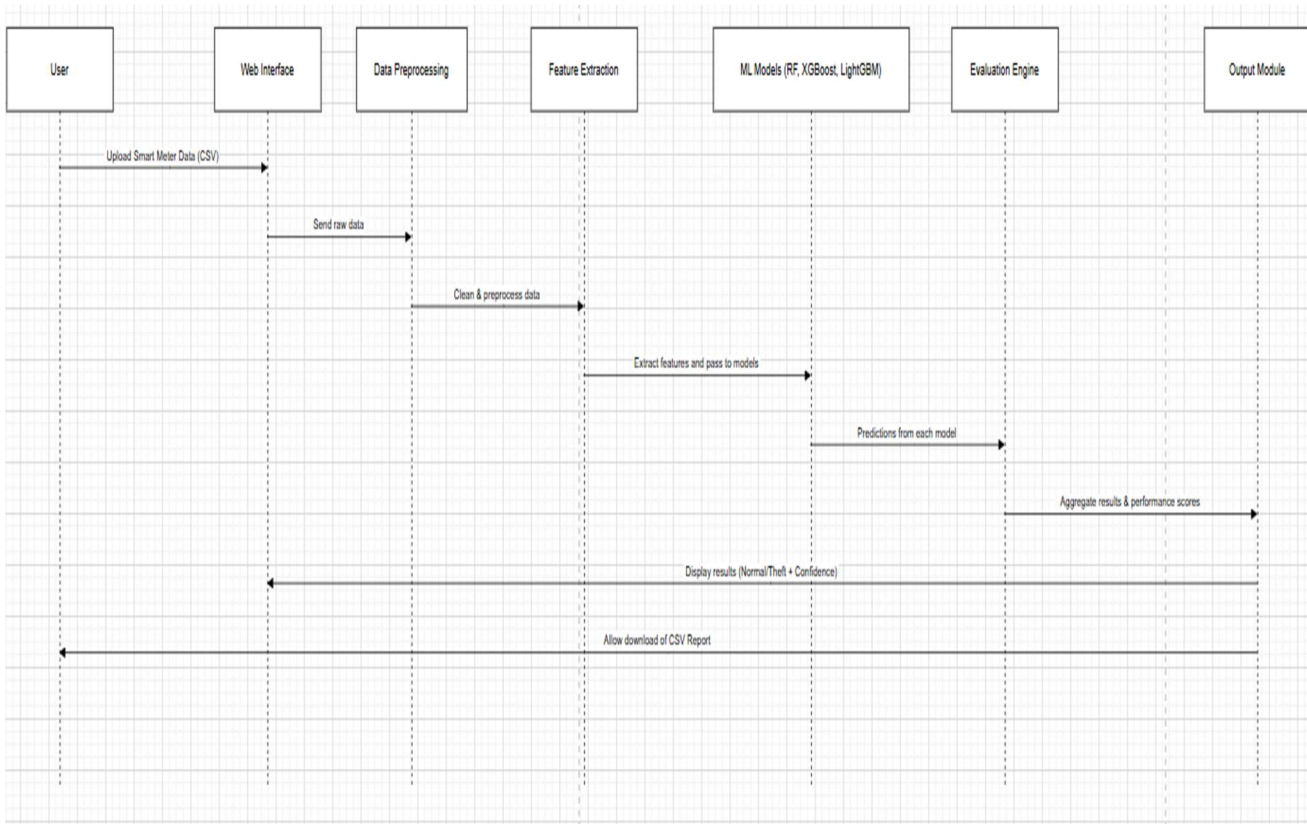 User
Web Interface
Data Preprocessing
Feature Extraction
ML Models (RF, XGBoost, LightGBM)
Evaluation Engine
Output Module
Upload Smart Meter Data (CSV)
Send raw data
Clean & preprocess data
Extract features and pass to models
Predictions from each model
Aggregate results & performance scores
Display results (Normal/Theft + Confidence)
Allow download of CSV Report